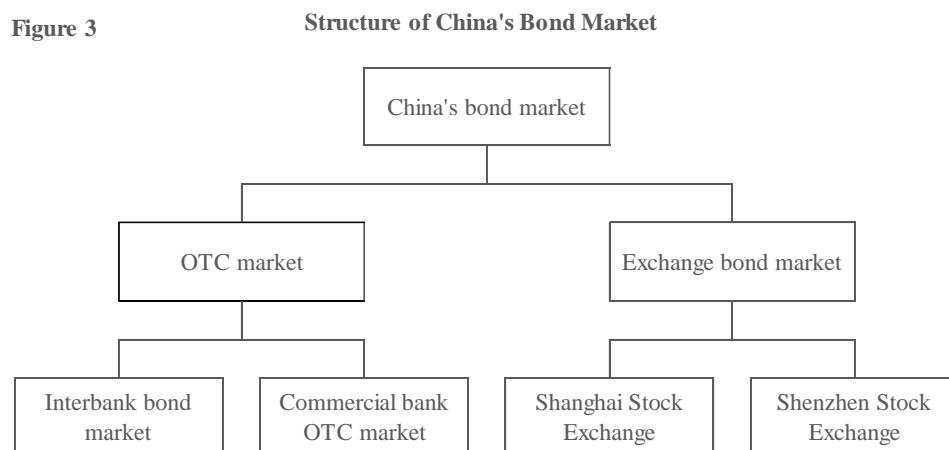 Figure 3
Structure of China's Bond Market
China's bond market
OTC market
Exchange bond market
Interbank bond
market
Commercial bank
OTC market
Shanghai Stock
Exchange
Shenzhen Stock
Exchange